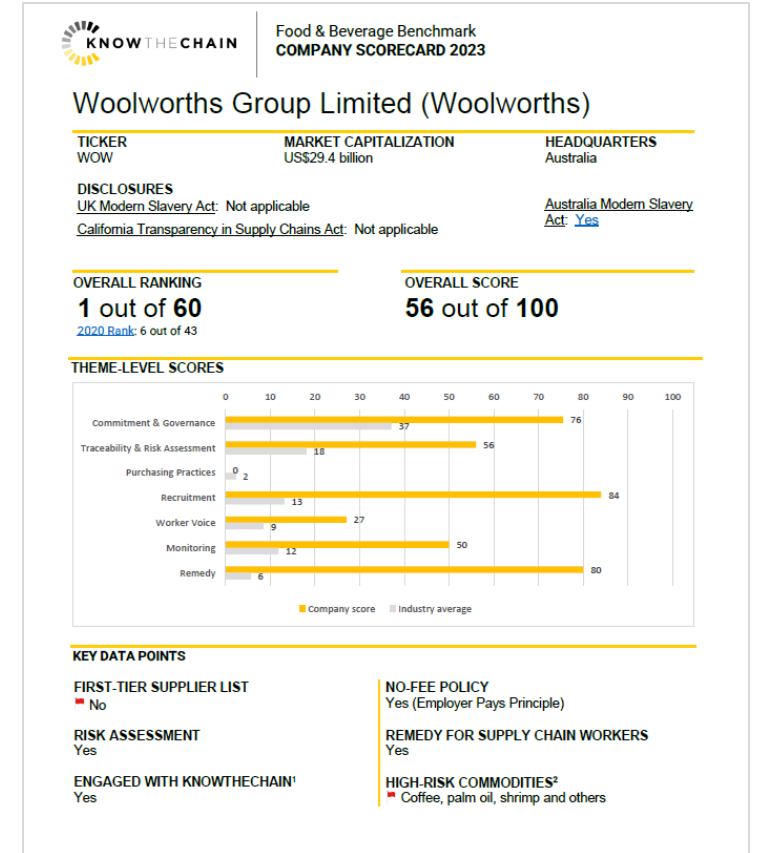 KNOWTHECHAIN
Food & Beverage Benchmark
COMPANY SCORECARD 2023
Woolworths Group Limited (Woolworths)
TICKER
WOW
MARKET CAPITALIZATION
US$29.4 billion
HEADQUARTERS
Australia
DISCLOSURES
UK Modern Slavery Act: Not applicable
California Transparency in Supply Chains Act: Not applicable
Australia Modern Slavery
Act: Yes
OVERALL RANKING
1 out of 60
2020 Rank: 6 out of 43
OVERALL SCORE
56 out of 100
THEME-LEVEL SCORES
0 10 20 30 40 50 60 70 80 90 100
Commitment & Governance 76
37
Traceability & Risk Assessment 56
18
Purchasing Practices 0
2
Recruitment 84
13
Worker Voice 27
9
Monitoring 50
12
Remedy 80
6
Company score Industry average
KEY DATA POINTS
FIRST-TIER SUPPLIER LIST
No
NO-FEE POLICY
Yes (Employer Pays Principle)
RISK ASSESSMENT
Yes
REMEDY FOR SUPPLY CHAIN WORKERS
Yes
ENGAGED WITH KNOWTHECHAIN¹
Yes
HIGH-RISK COMMODITIES²
Coffee, palm oil, shrimp and others